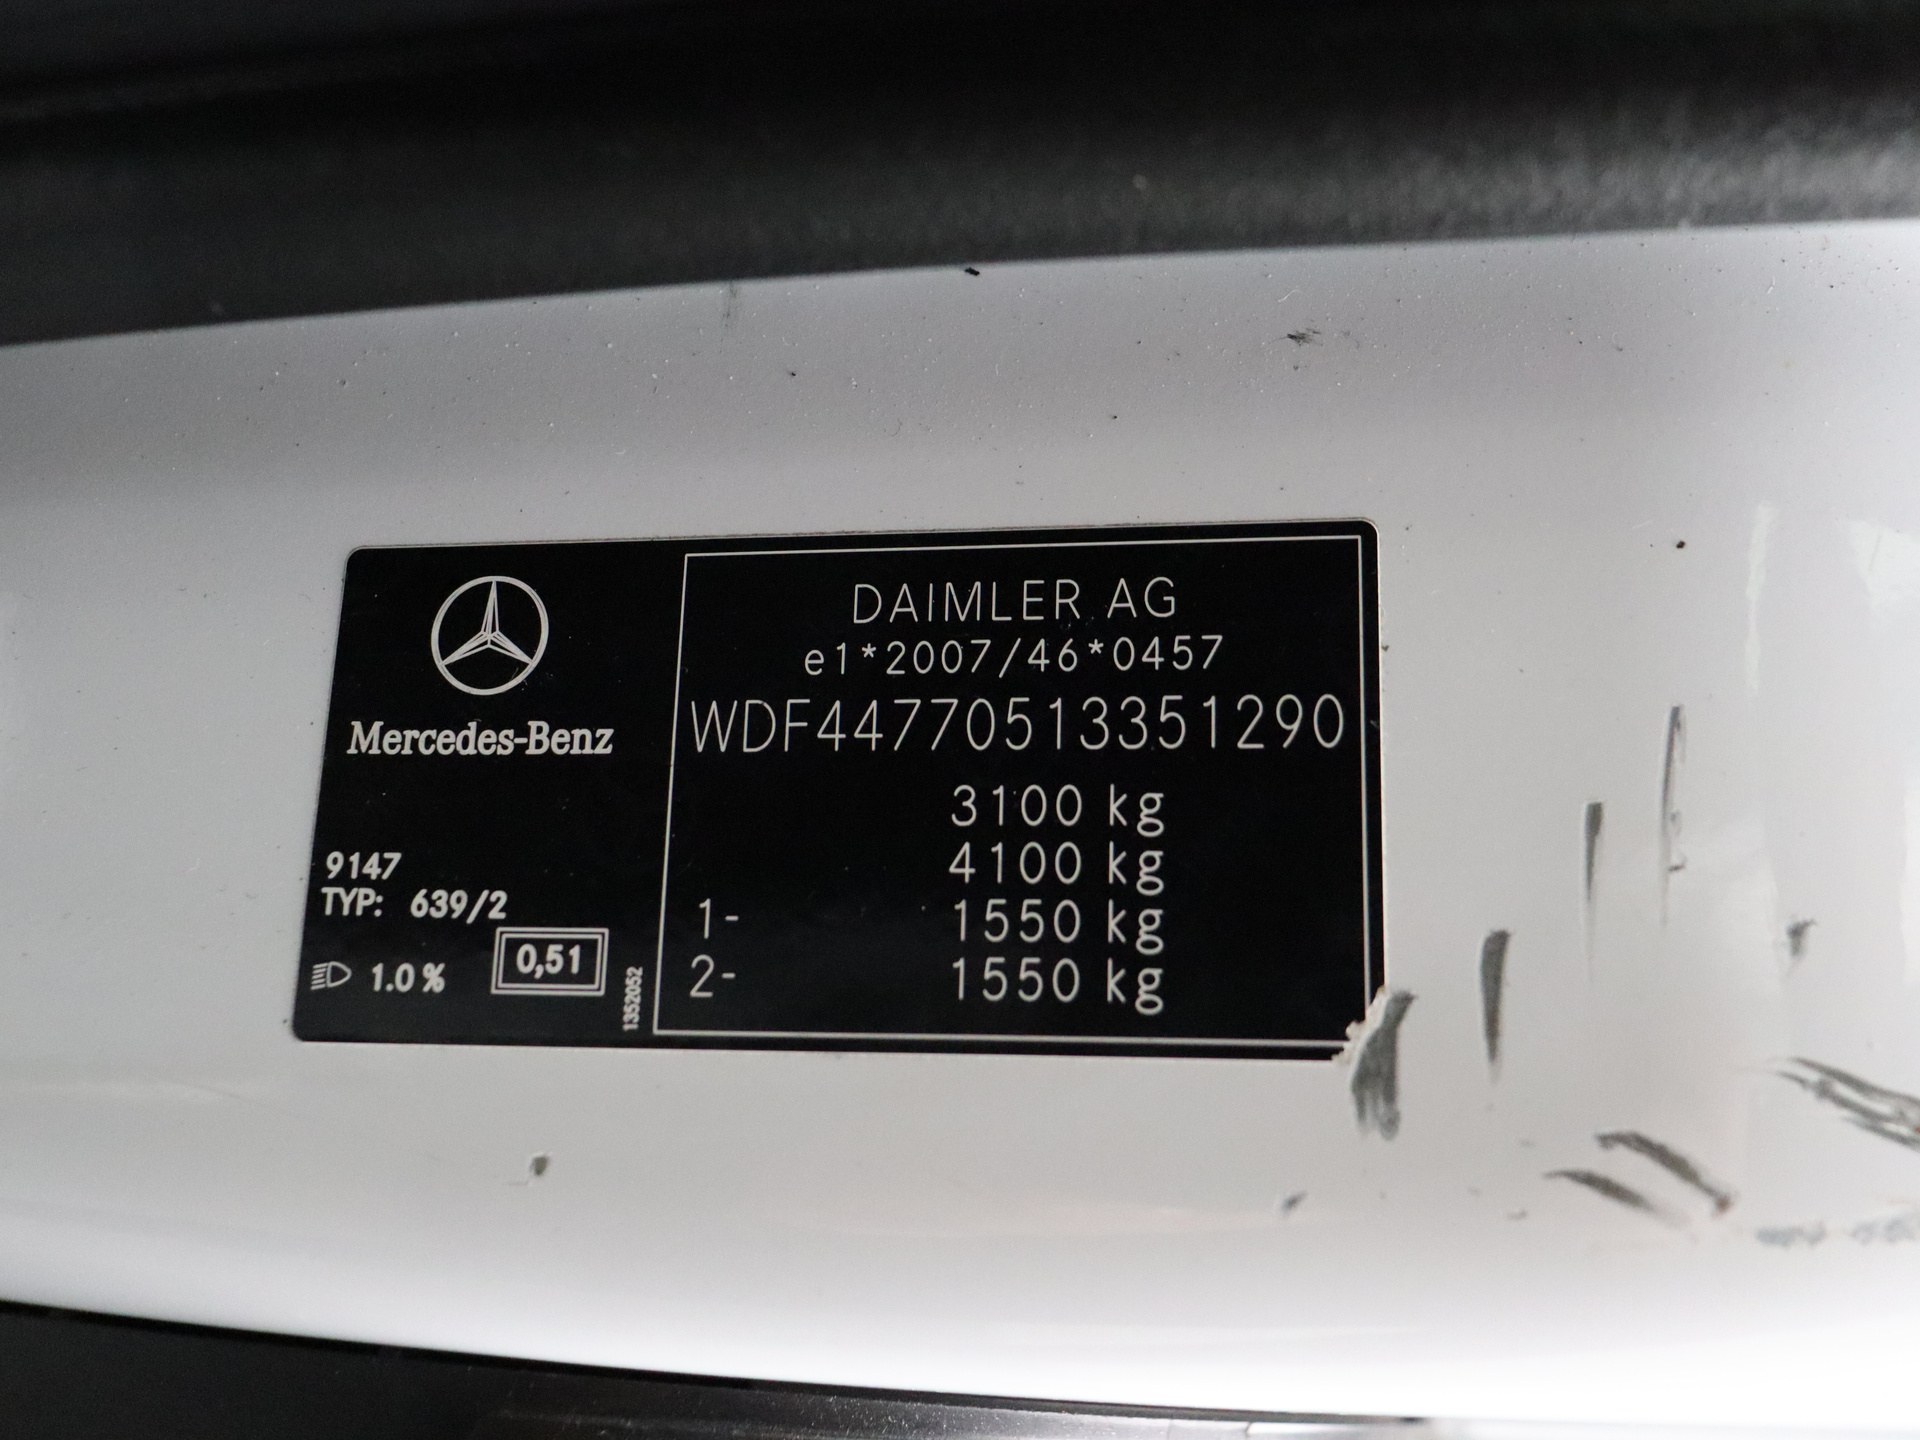 Mercedes-Benz
9147
TYP: 639/2
1.0 %
0,51
1352052
DAIMLER AG
e1*2007/46*0457
WDF44770513351290
3100 kg
4100 kg
1- 1550 kg
2- 1550 kg